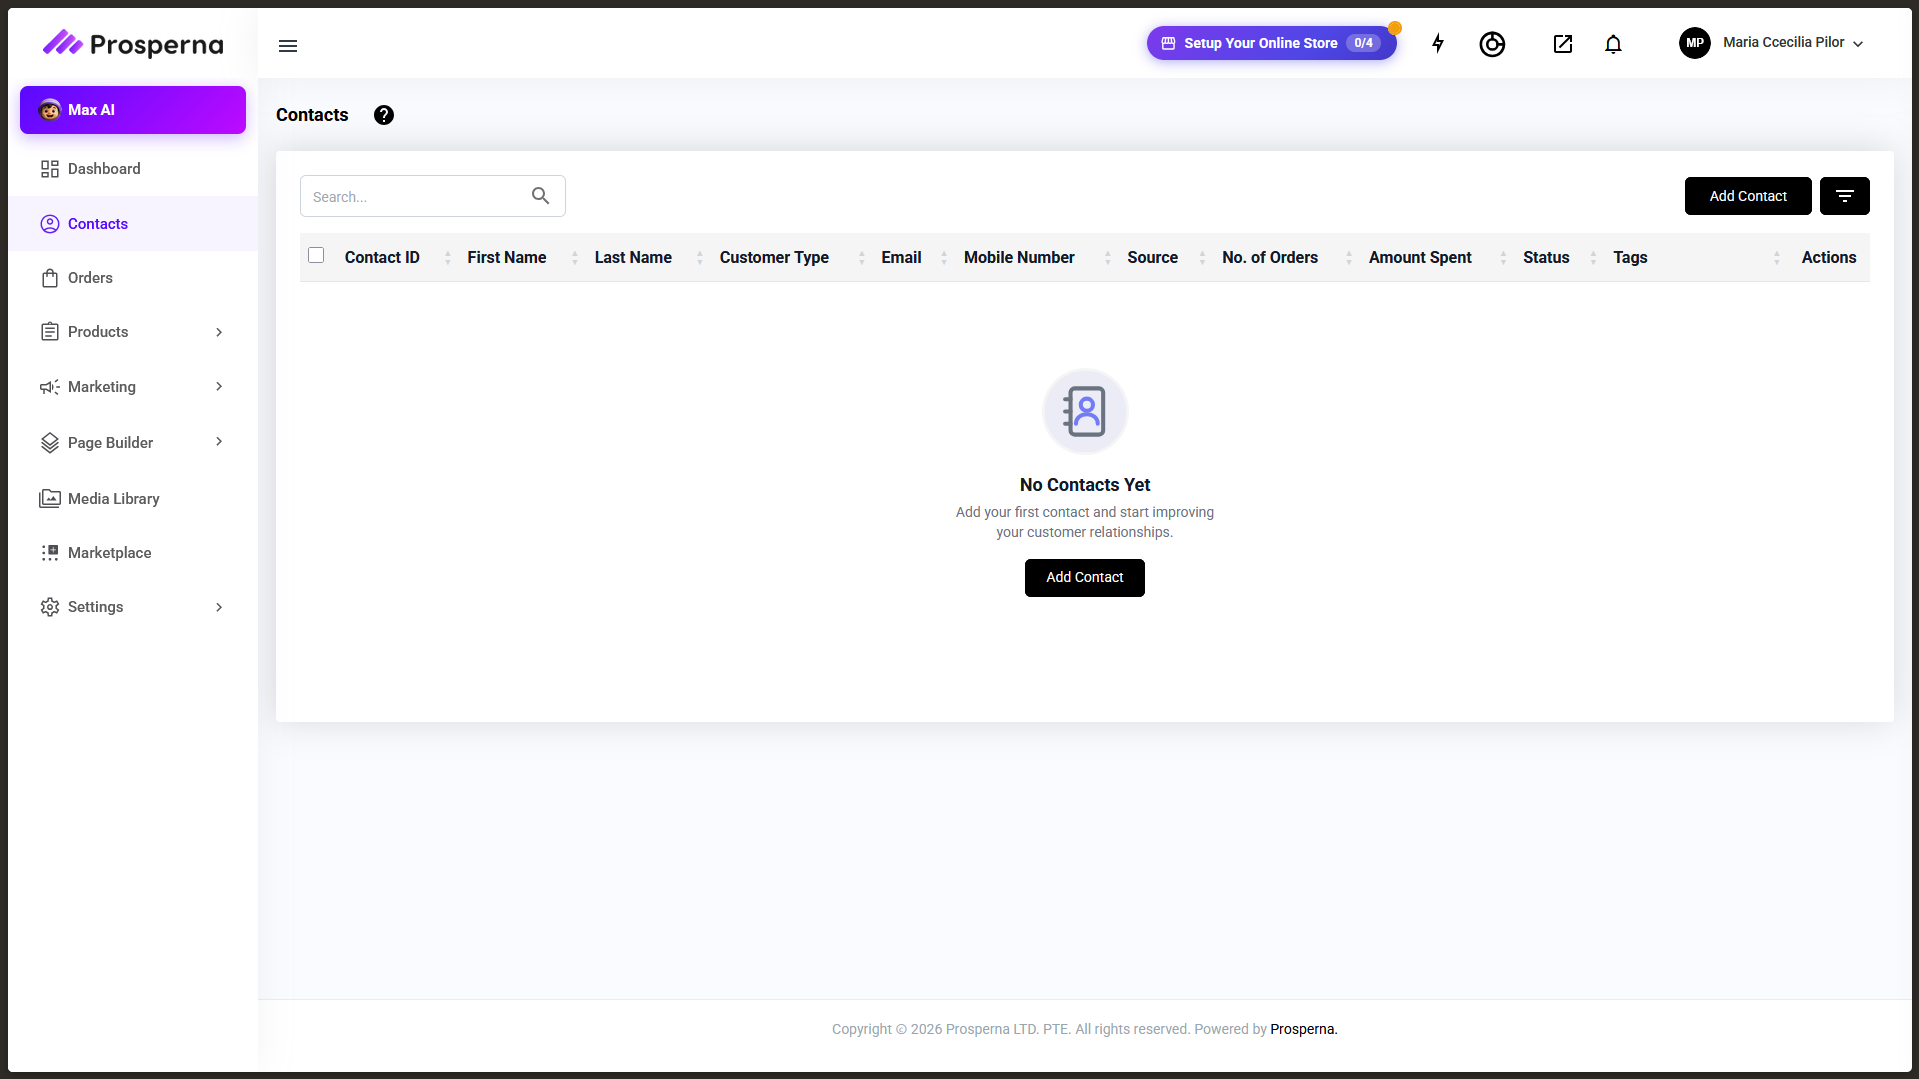 Prosperna
Setup Your Online Store 0/4
MP Maria Ccecilia Pilor
Max AI
Dashboard
Contacts
Orders
Products
Marketing
Page Builder
Media Library
Marketplace
Settings
Contacts ?
Search...
Add Contact
Contact ID First Name Last Name Customer Type Email Mobile Number Source No. of Orders Amount Spent Status Tags Actions
No Contacts Yet
Add your first contact and start improving
your customer relationships.
Add Contact
Copyright © 2026 Prosperna LTD. PTE. All rights reserved. Powered by Prosperna.